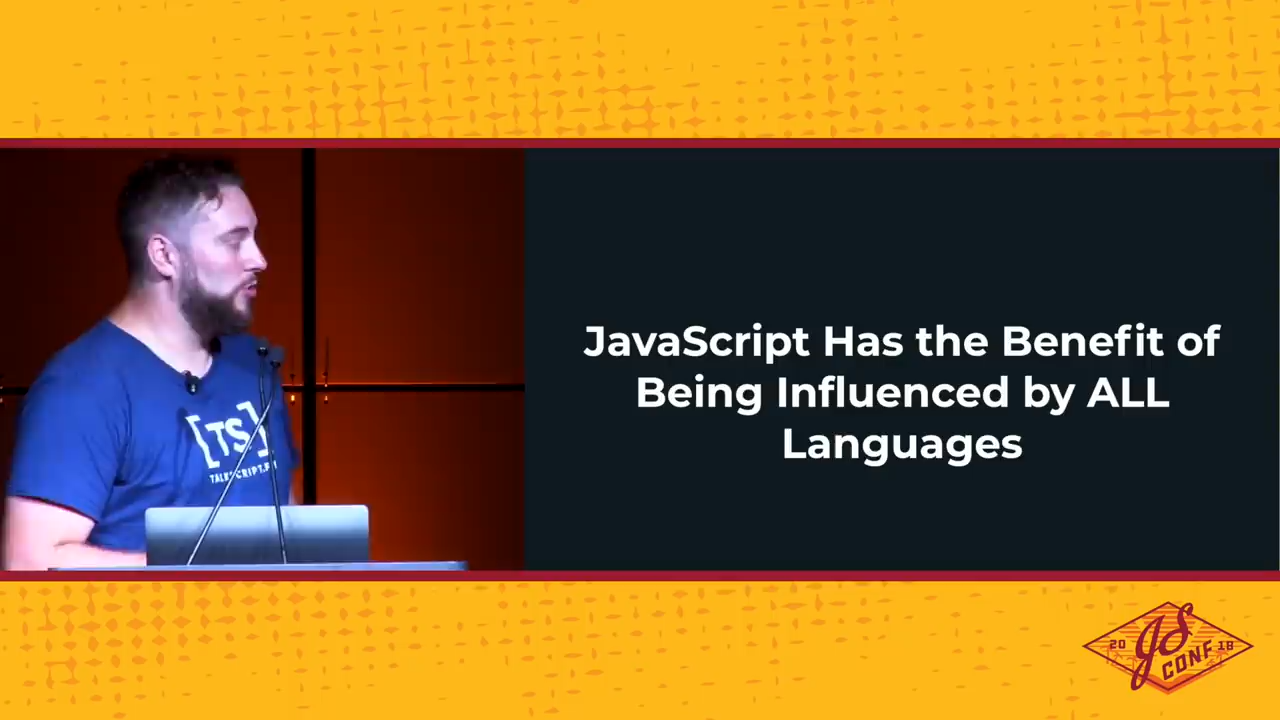 JavaScript Has the Benefit of
Being Influenced by ALL
Languages
[TS]
20 JS 18
CONF